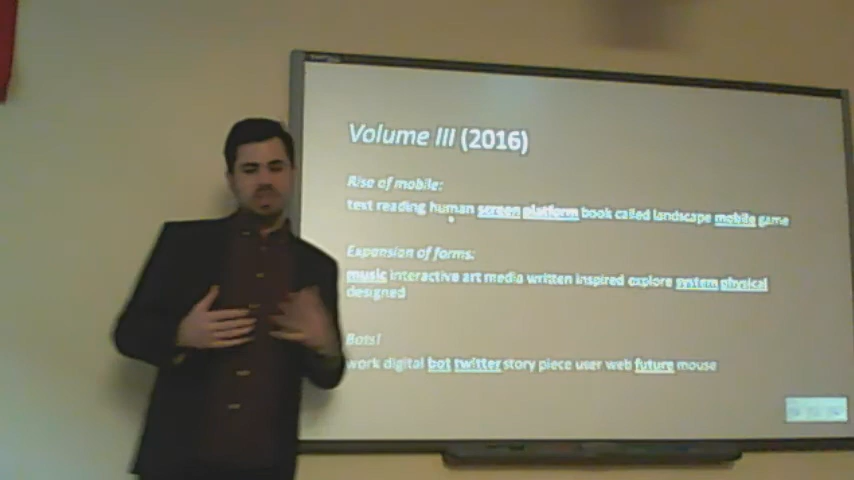 Volume III (2016)
Rise of mobile:
text reading human screen platform book called landscape mobile game
Expansion of forms:
music interactive art media written inspired explore system physical
designed
Bots!
work digital bot twitter story piece user web future mouse